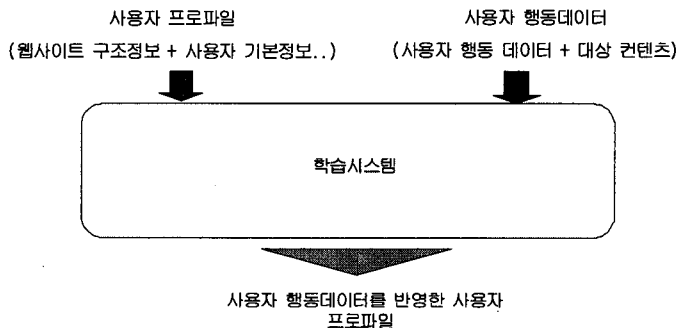 사용자 프로파일
(웹사이트 구조정보 + 사용자 기본정보..)
사용자 행동데이터
(사용자 행동 데이터 + 대상 컨텐츠)
학습시스템
사용자 행동데이터를 반영한 사용자
프로파일